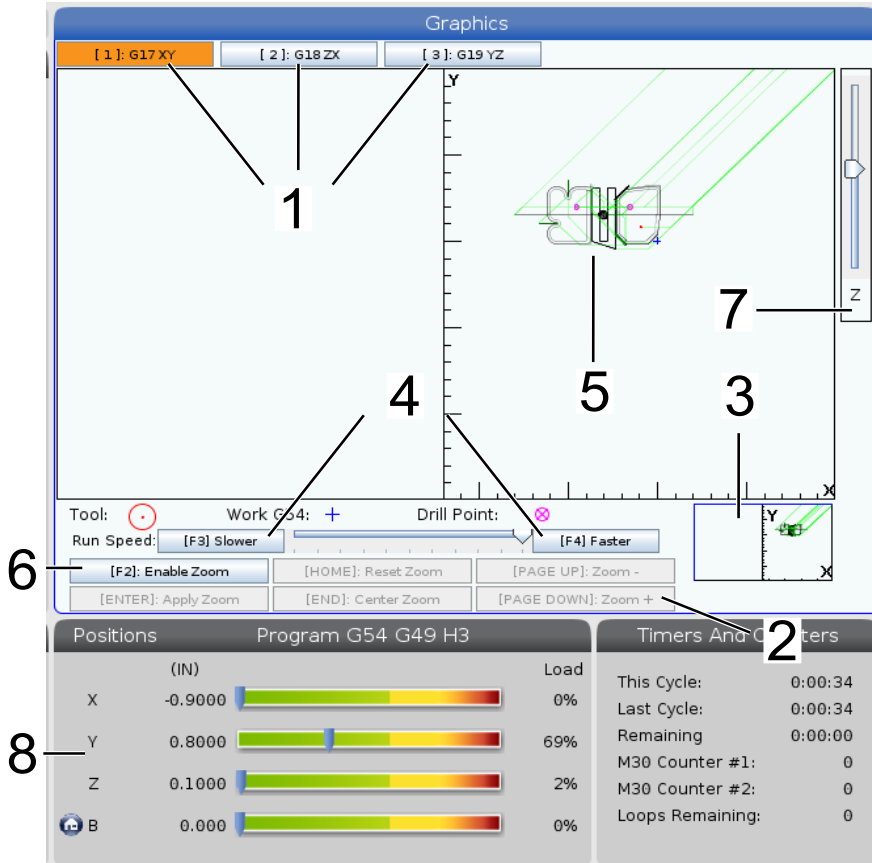 Graphics
[ 1 ]: G17 XY [ 2 ]: G18 ZX [ 3 ]: G19 YZ
Y
1
Z
7
5
4
3
X
Tool: Work G54: + Drill Point:
Y
Run Speed: [F3] Slower [F4] Faster
6
[F2]: Enable Zoom [HOME]: Reset Zoom [PAGE UP]: Zoom -
X
[ENTER]: Apply Zoom [END]: Center Zoom [PAGE DOWN]: Zoom +
2
Positions Program G54 G49 H3 Timers And Counters
(IN) Load
This Cycle: 0:00:34
X -0.9000 0%
Last Cycle: 0:00:34
Remaining 0:00:00
Y 0.8000 69%
8
M30 Counter #1: 0
Z 0.1000 2%
M30 Counter #2: 0
Loops Remaining: 0
B 0.000 0%